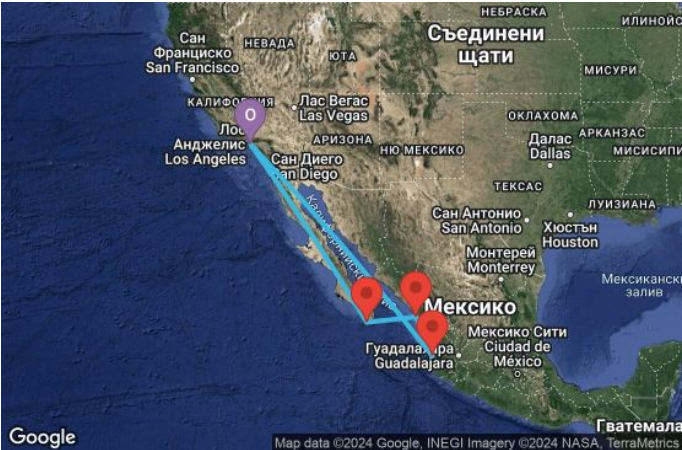 НЕБРАСКА
ИЛИНОЙС
Сан
Франциско
San Francisco
НЕВАДА
ЮТА
Съединени
щати
МИСУРИ
КАЛИФОРНИЯ
Лас Вегас
Las Vegas
О
Лос
Анджелис
Los Angeles
АРИЗОНА
НЮ МЕКСИКО
ОКЛАХОМА
АРКАНЗАС
Далас
Dallas
МИСИСИПИ
Сан Диего
San Diego
ТЕКСАС
ЛУИЗИАНА
Сан Антонио
San Antonio
Хюстън
Houston
Монтерей
Monterrey
Мексикански
залив
Мексико
Гуадалахара
Guadalajara
Мексико Сити
Ciudad de
México
Гватемала
Google
Map data ©2024 Google, INEGI Imagery ©2024 NASA, TerraMetrics